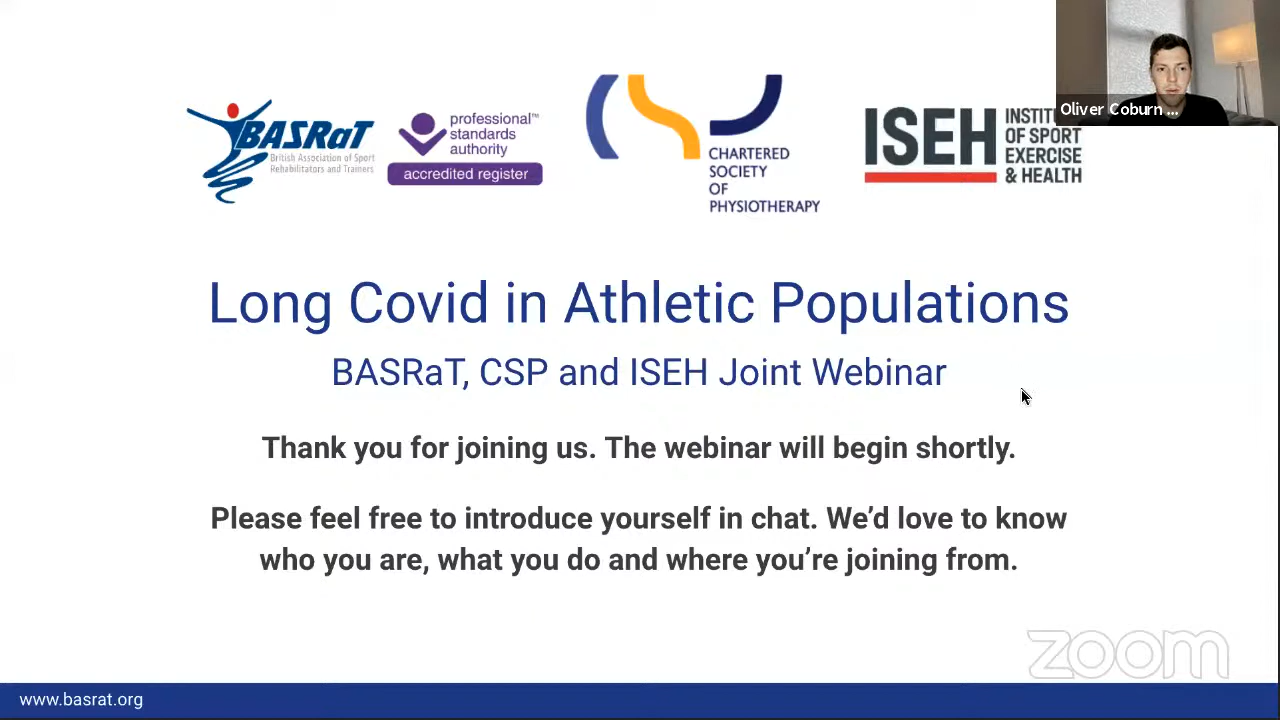 Oliver Coburn ...
BASRaT
British Association of Sport
Rehabilitators and Trainers
professional™
standards
authority
accredited register
CHARTERED
SOCIETY
OF
PHYSIOTHERAPY
ISEH
OF SPORT
EXERCISE
& HEALTH
Long Covid in Athletic Populations
BASRaT, CSP and ISEH Joint Webinar
Thank you for joining us. The webinar will begin shortly.
Please feel free to introduce yourself in chat. We’d love to know
who you are, what you do and where you’re joining from.
zoom
www.basrat.org